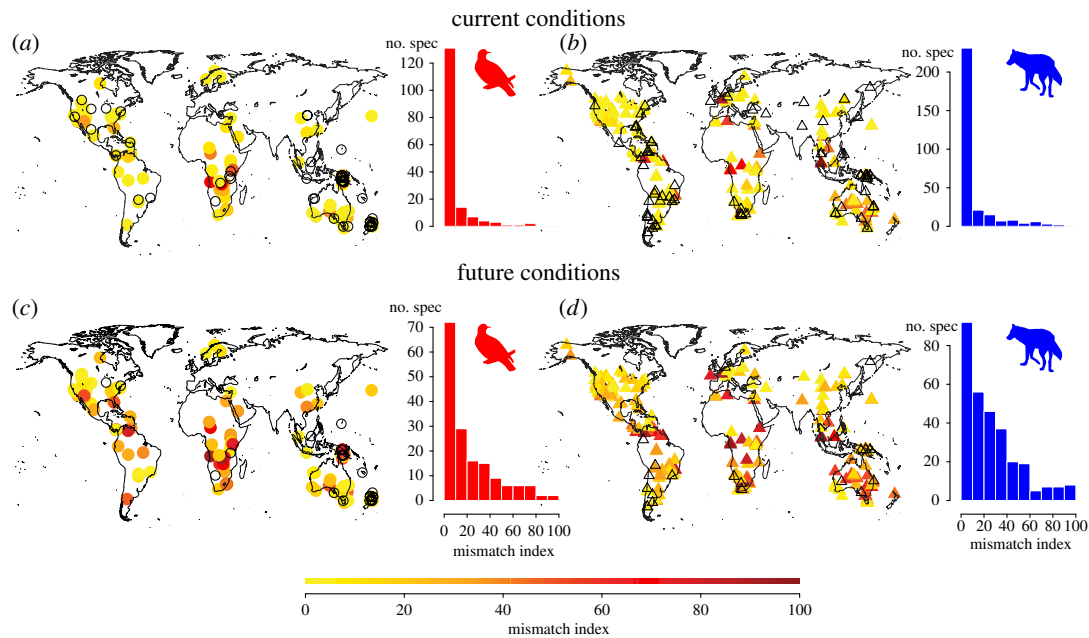 current conditions
(a)
no. spec
120
100
80
60
40
20
0
(b)
no. spec
200
150
100
50
0
future conditions
(c)
no. spec
70
60
50
40
30
20
10
0
0 20 40 60 80 100
mismatch index
(d)
no. spec
80
60
40
20
0
0 20 40 60 80 100
mismatch index
0 20 40 60 80 100
mismatch index